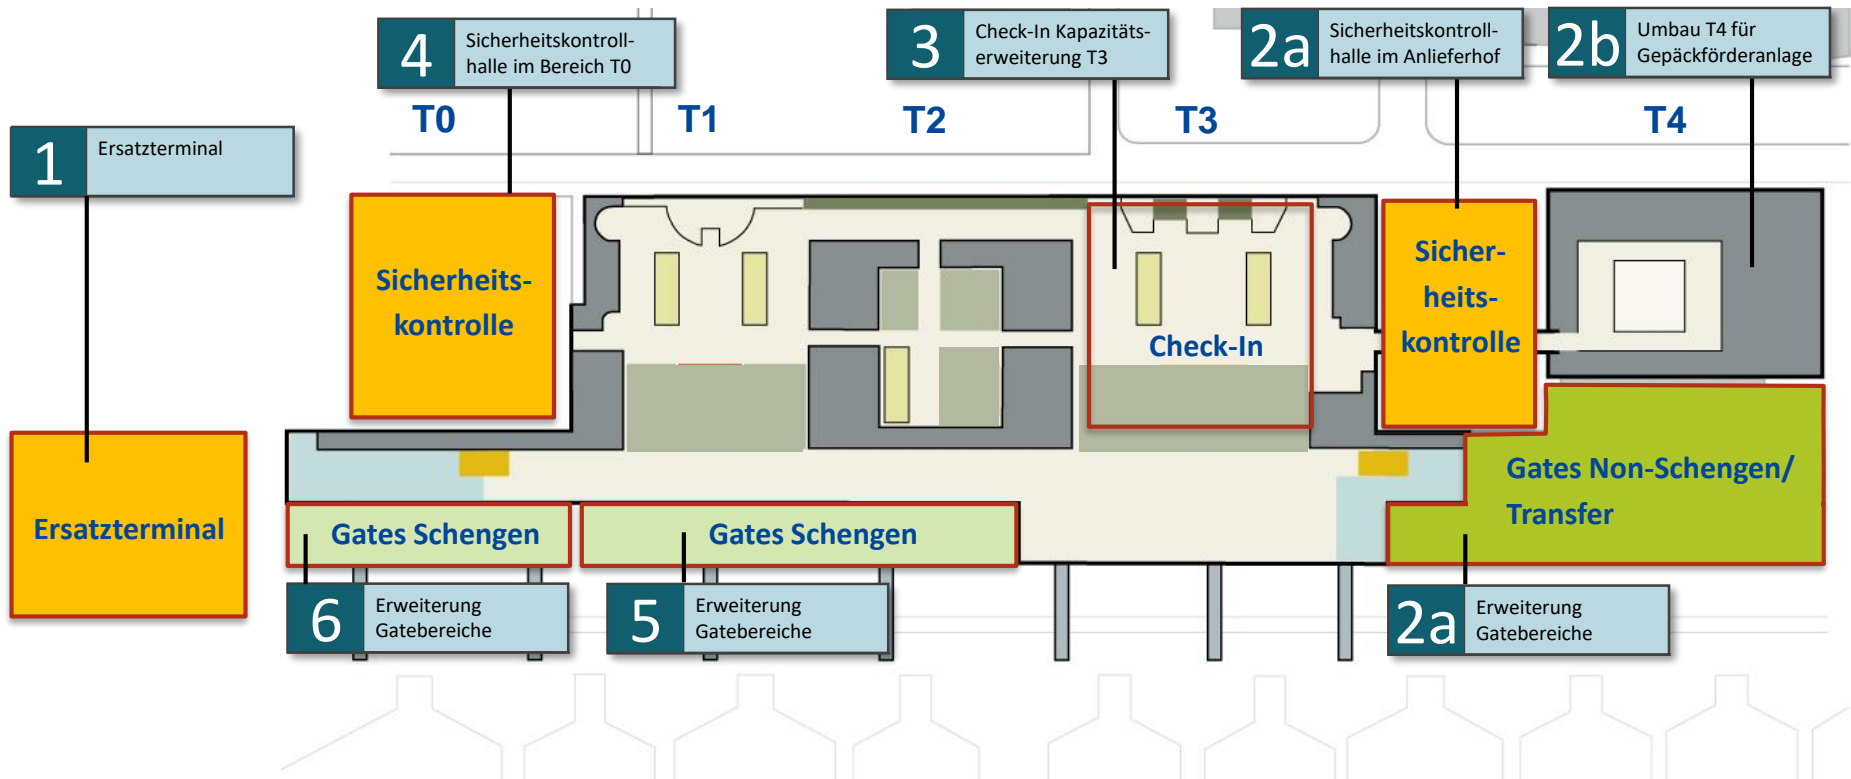 4
Sicherheitskontroll-
halle im Bereich T0
3
Check-In Kapazitäts-
erweiterung T3
2a
Sicherheitskontroll-
halle im Anlieferhof
2b
Umbau T4 für
Gepäckförderanlage
T0
T1
T2
T3
T4
1
Ersatzterminal
Sicherheits-
kontrolle
Check-In
Sicher-
heits-
kontrolle
Ersatzterminal
Gates Schengen
Gates Schengen
Gates Non-Schengen/
Transfer
6
Erweiterung
Gatebereiche
5
Erweiterung
Gatebereiche
2a
Erweiterung
Gatebereiche